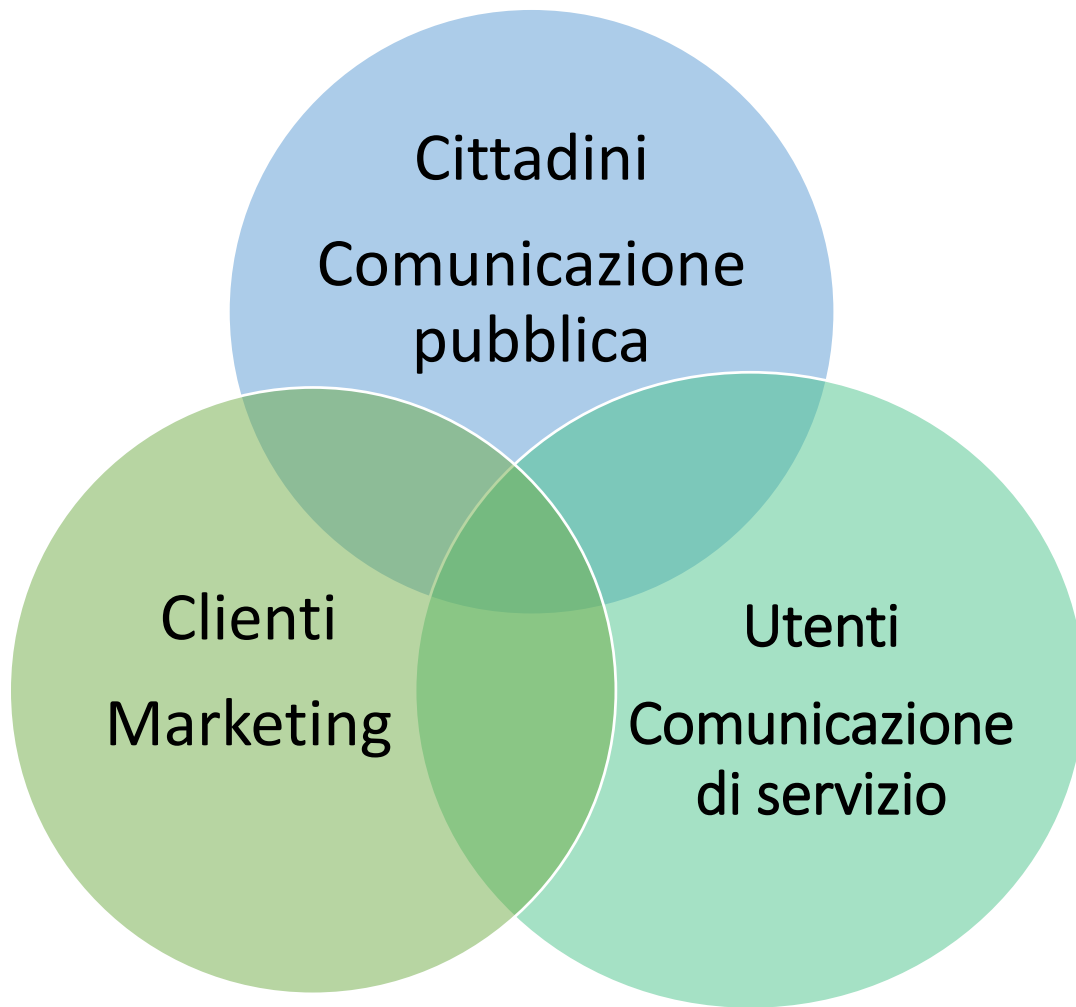 Cittadini
Comunicazione
pubblica
Clienti
Marketing
Utenti
Comunicazione
di servizio